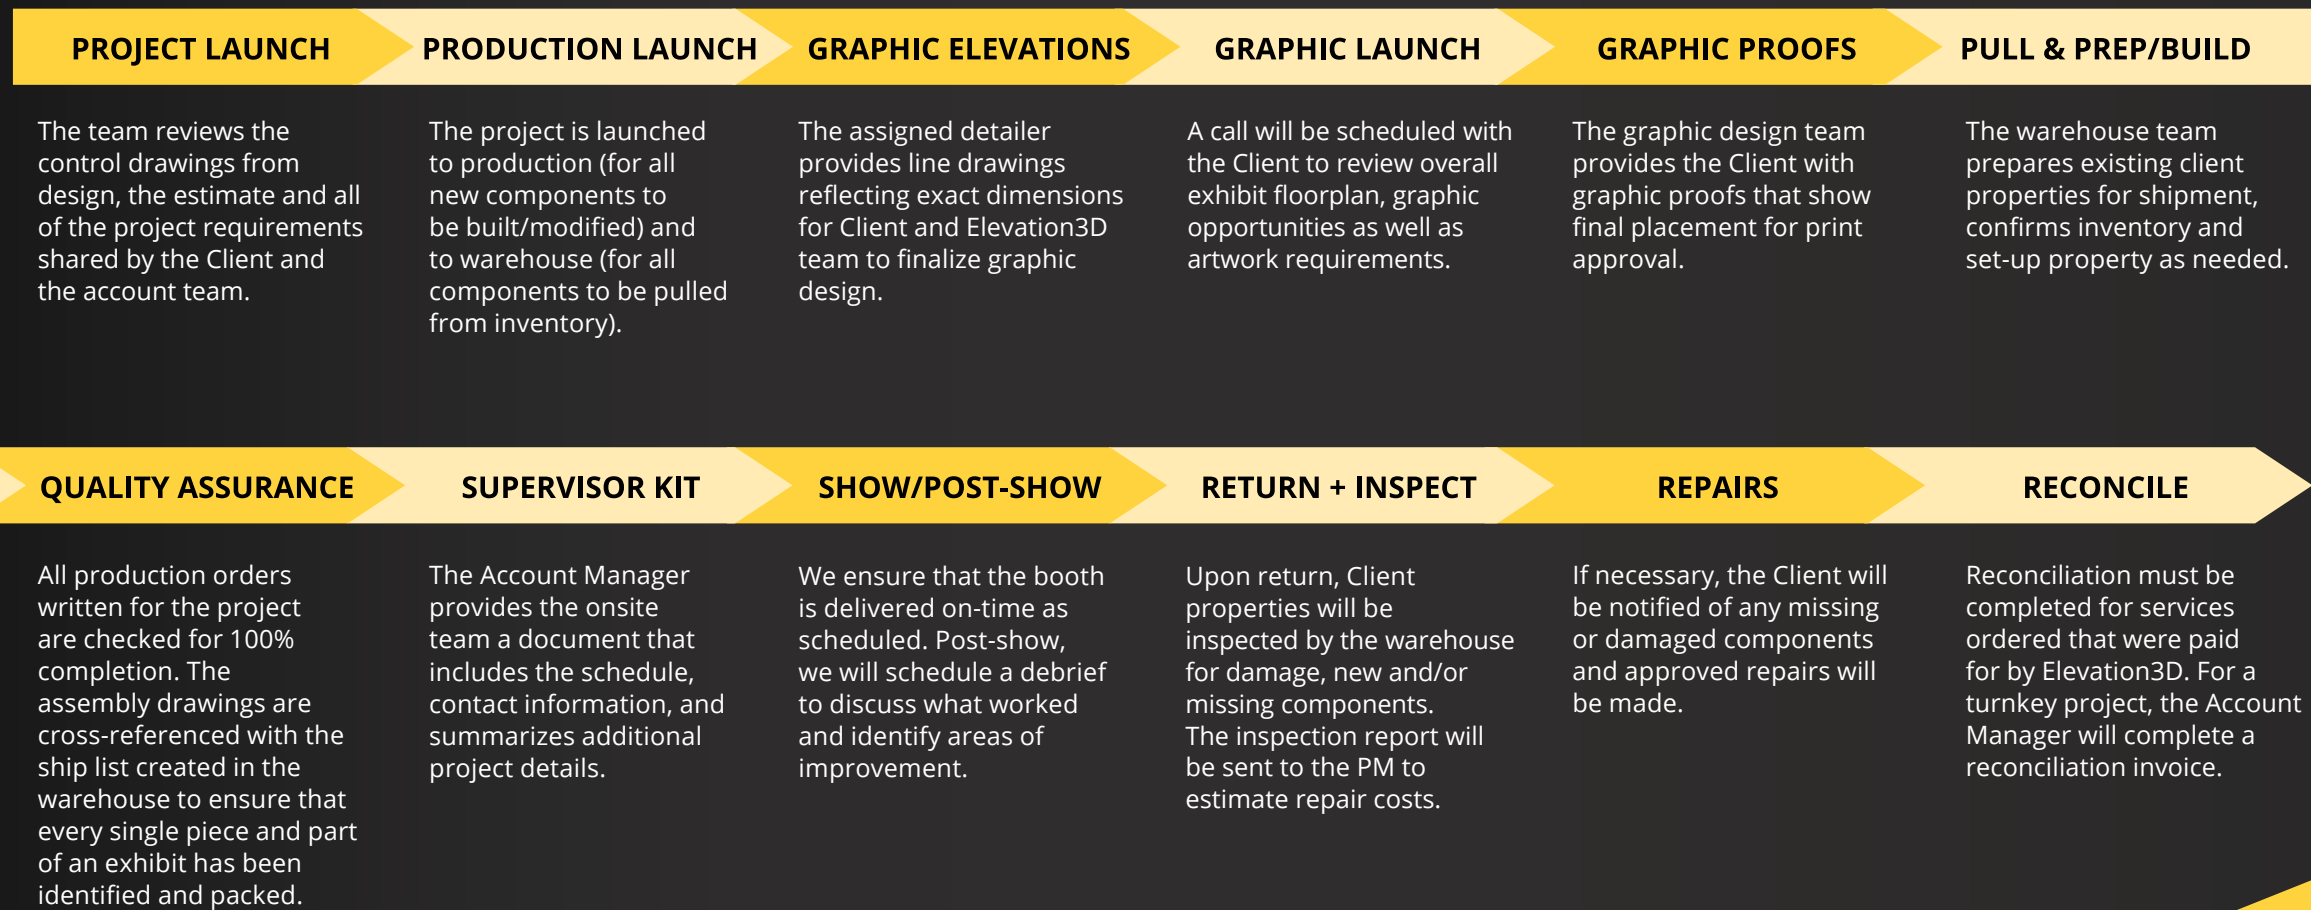 PROJECT LAUNCH
The team reviews the
control drawings from
design, the estimate and all
of the project requirements
shared by the Client and
the account team.
PRODUCTION LAUNCH
The project is launched
to production (for all
new components to
be built/modified) and
to warehouse (for all
components to be pulled
from inventory).
GRAPHIC ELEVATIONS
The assigned detailer
provides line drawings
reflecting exact dimensions
for Client and Elevation3D
team to finalize graphic
design.
GRAPHIC LAUNCH
A call will be scheduled with
the Client to review overall
exhibit floorplan, graphic
opportunities as well as
artwork requirements.
GRAPHIC PROOFS
The graphic design team
provides the Client with
graphic proofs that show
final placement for print
approval.
PULL & PREP/BUILD
The warehouse team
prepares existing client
properties for shipment,
confirms inventory and
set-up property as needed.
QUALITY ASSURANCE
All production orders
written for the project
are checked for 100%
completion. The
assembly drawings are
cross-referenced with the
ship list created in the
warehouse to ensure that
every single piece and part
of an exhibit has been
identified and packed.
SUPERVISOR KIT
The Account Manager
provides the onsite
team a document that
includes the schedule,
contact information, and
summarizes additional
project details.
SHOW/POST-SHOW
We ensure that the booth
is delivered on-time as
scheduled. Post-show,
we will schedule a debrief
to discuss what worked
and identify areas of
improvement.
RETURN + INSPECT
Upon return, Client
properties will be
inspected by the warehouse
for damage, new and/or
missing components.
The inspection report will
be sent to the PM to
estimate repair costs.
REPAIRS
If necessary, the Client will
be notified of any missing
or damaged components
and approved repairs will
be made.
RECONCILE
Reconciliation must be
completed for services
ordered that were paid
for by Elevation3D. For a
turnkey project, the Account
Manager will complete a
reconciliation invoice.